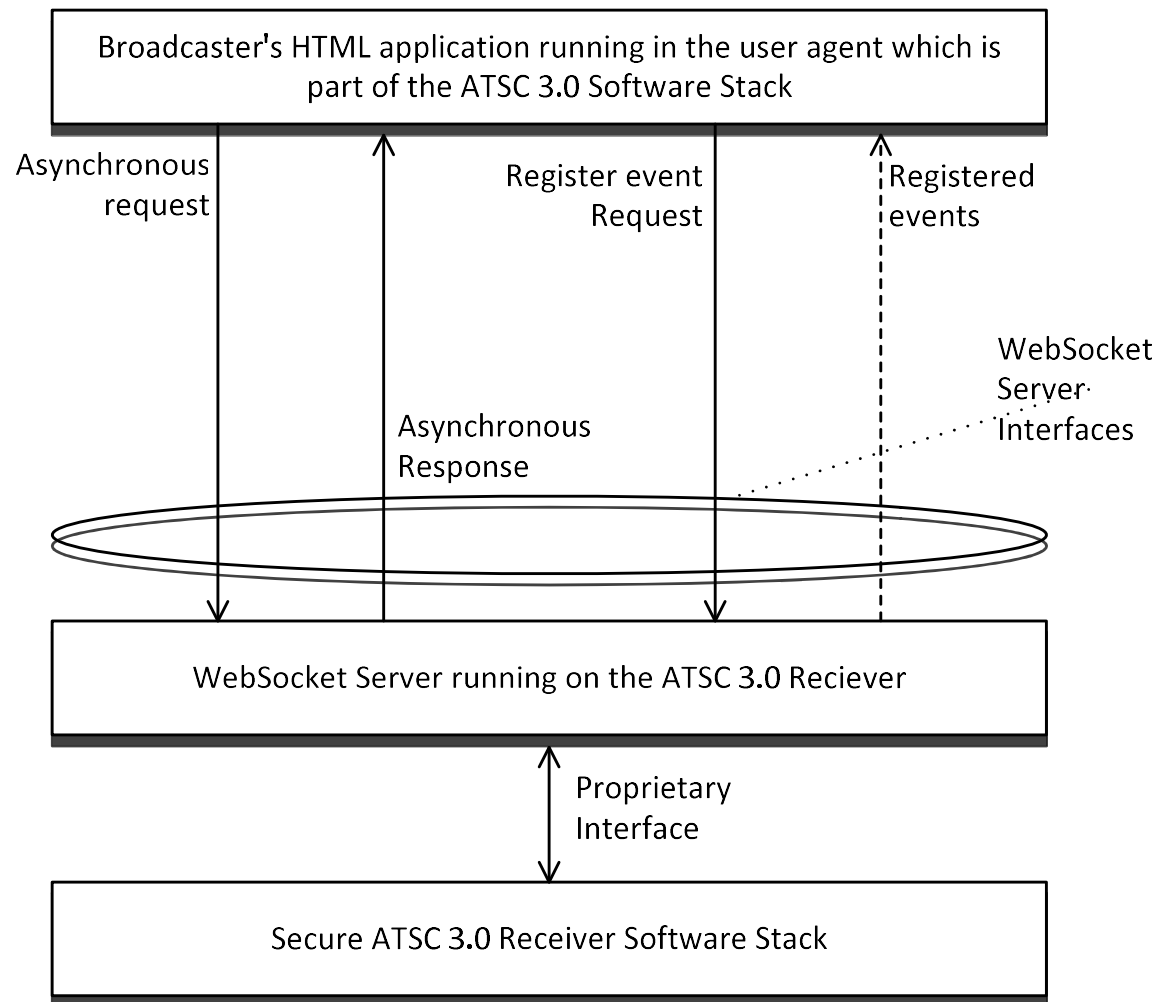 Broadcaster's HTML application running in the user agent which is
part of the ATSC 3.0 Software Stack
Asynchronous
request
Register event
Request
Registered
events
WebSocket
Server
Interfaces
Asynchronous
Response
WebSocket Server running on the ATSC 3.0 Reciever
Proprietary
Interface
Secure ATSC 3.0 Receiver Software Stack